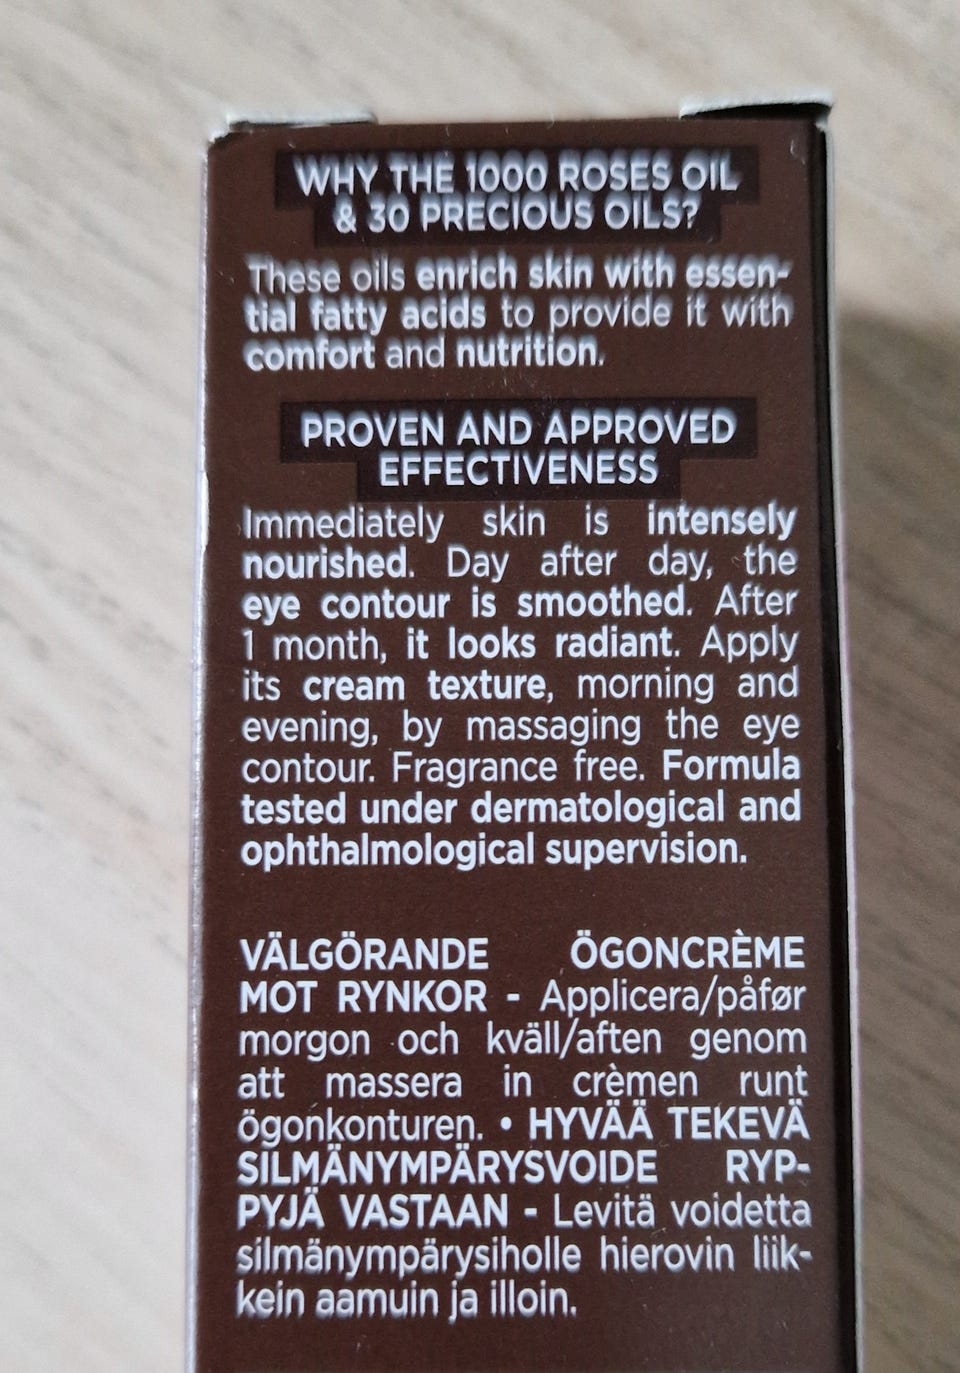 WHY THE 1000 ROSES OIL
& 30 PRECIOUS OILS?
These oils enrich skin with essen-
tial fatty acids to provide it with
comfort and nutrition.
PROVEN AND APPROVED
EFFECTIVENESS
Immediately skin is intensely
nourished. Day after day, the
eye contour is smoothed. After
1 month, it looks radiant. Apply
its cream texture, morning and
evening, by massaging the eye
contour. Fragrance free. Formula
tested under dermatological and
ophthalmological supervision.
VÄLGÖRANDE ÖGONCRÈME
MOT RYNKOR - Applicera/påfør
morgon och kväll/aften genom
att massera in crèmen runt
ögonkonturen. • HYVÄÄ TEKEVÄ
SILMÄNYMPÄRYSVOIDE RYP-
PYJÄ VASTAAN - Levitä voidetta
silmänympärysiholle hierovin liik-
kein aamuin ja illoin.